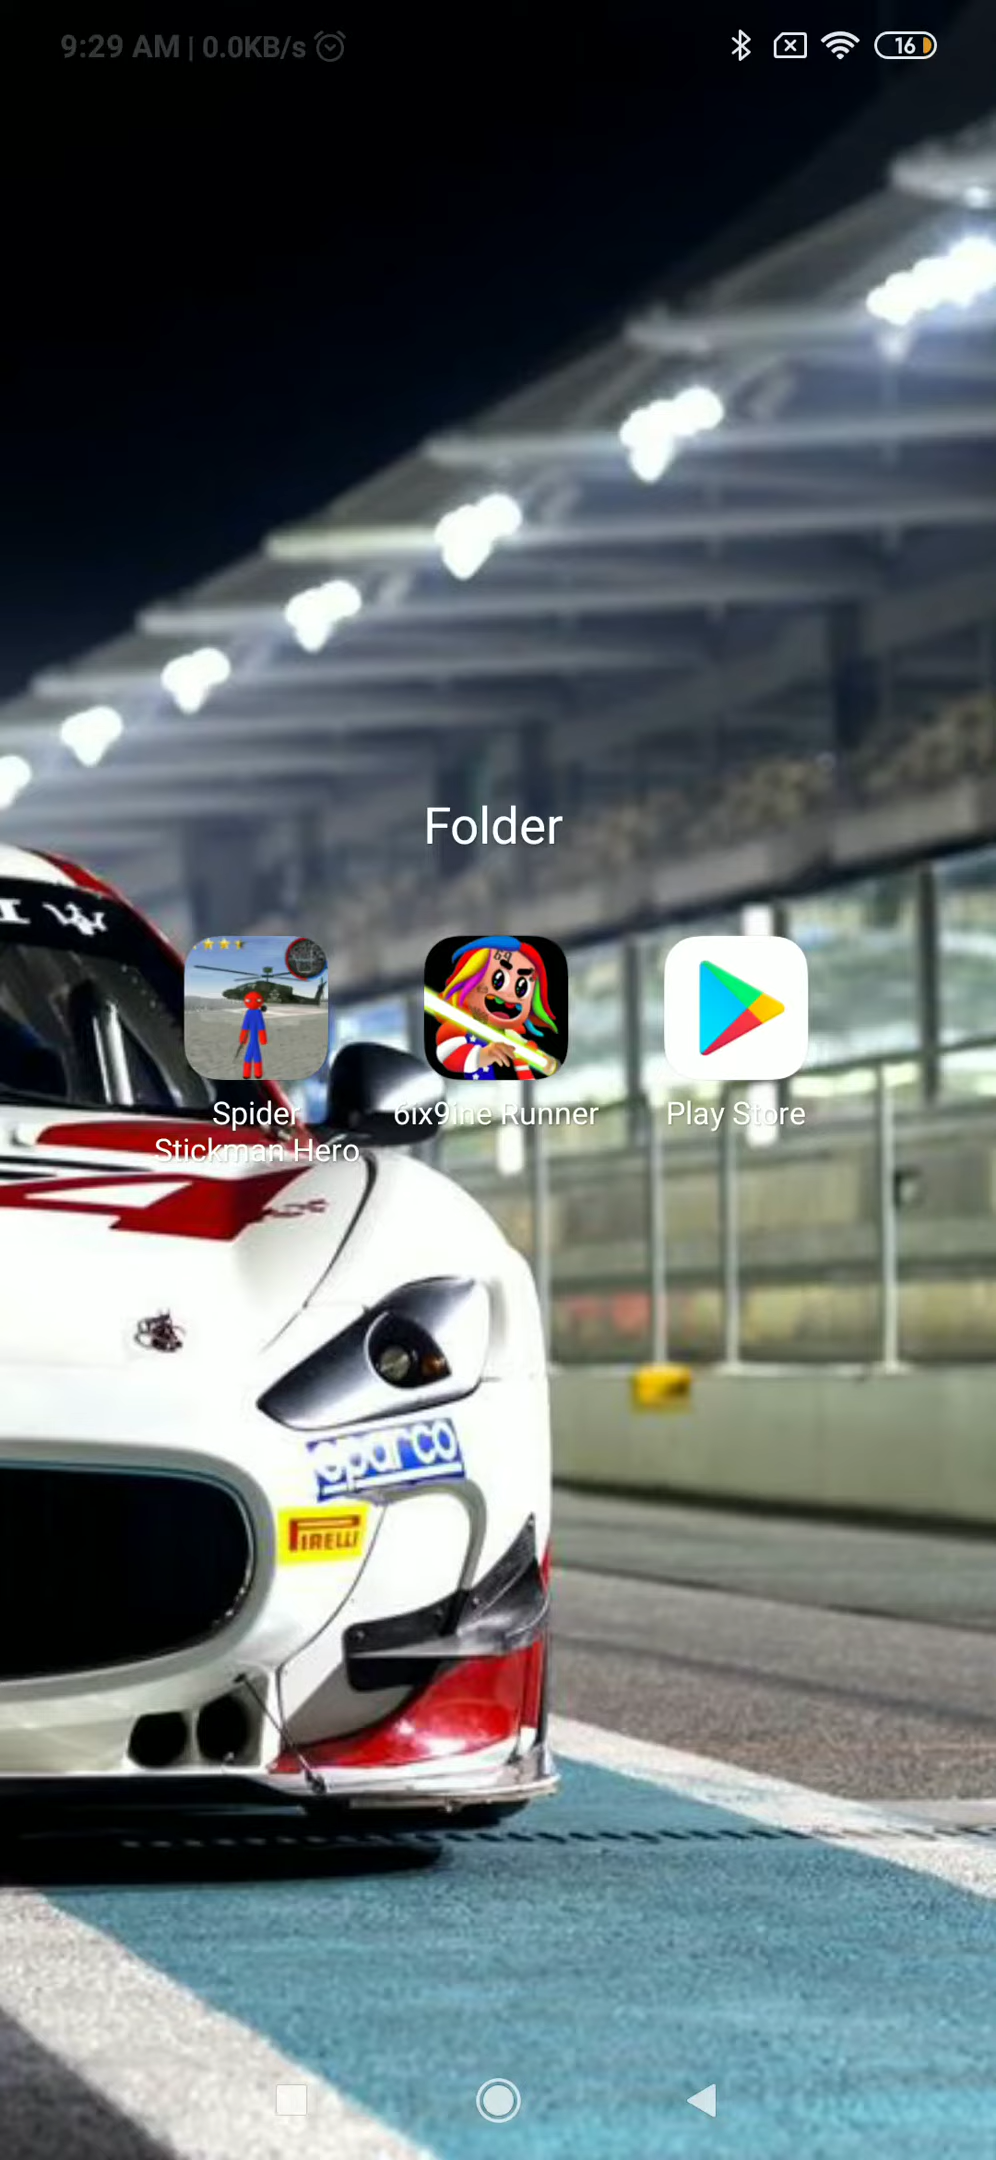 9:29 AM | 0.0KB/s
16
Folder
Spider
Stickman Hero
6ix9ine Runner
Play Store
sparco
PIRELLI